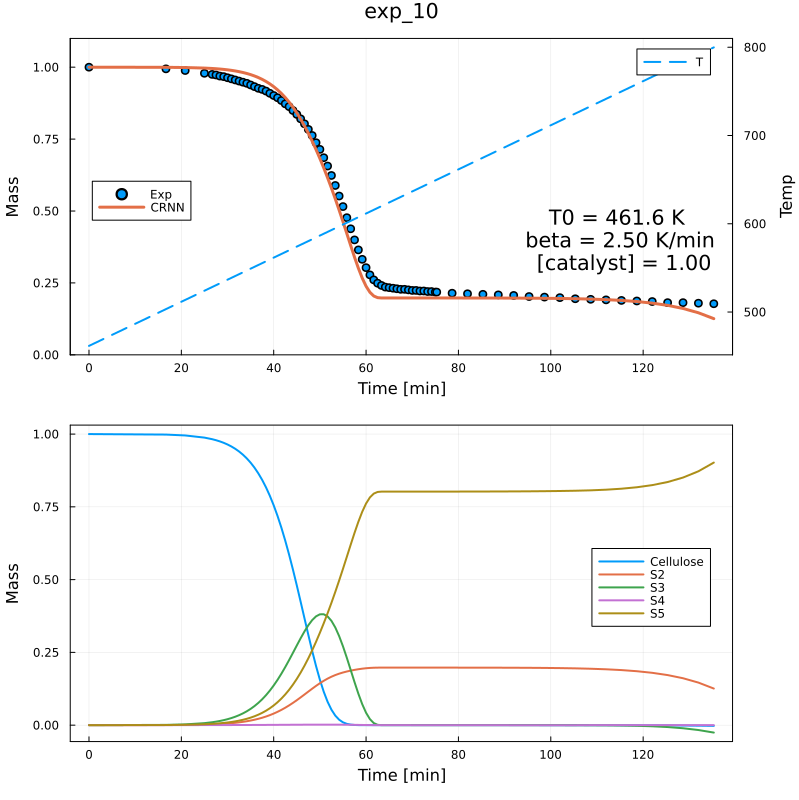 exp_10
1.00
0.75
0.50
0.25
0.00
Mass
0
20
40
60
80
100
120
Time [min]
800
700
600
500
Temp
T
Exp
CRNN
T0 = 461.6 K
beta = 2.50 K/min
[catalyst] = 1.00
1.00
0.75
0.50
0.25
0.00
Mass
0
20
40
60
80
100
120
Time [min]
Cellulose
S2
S3
S4
S5